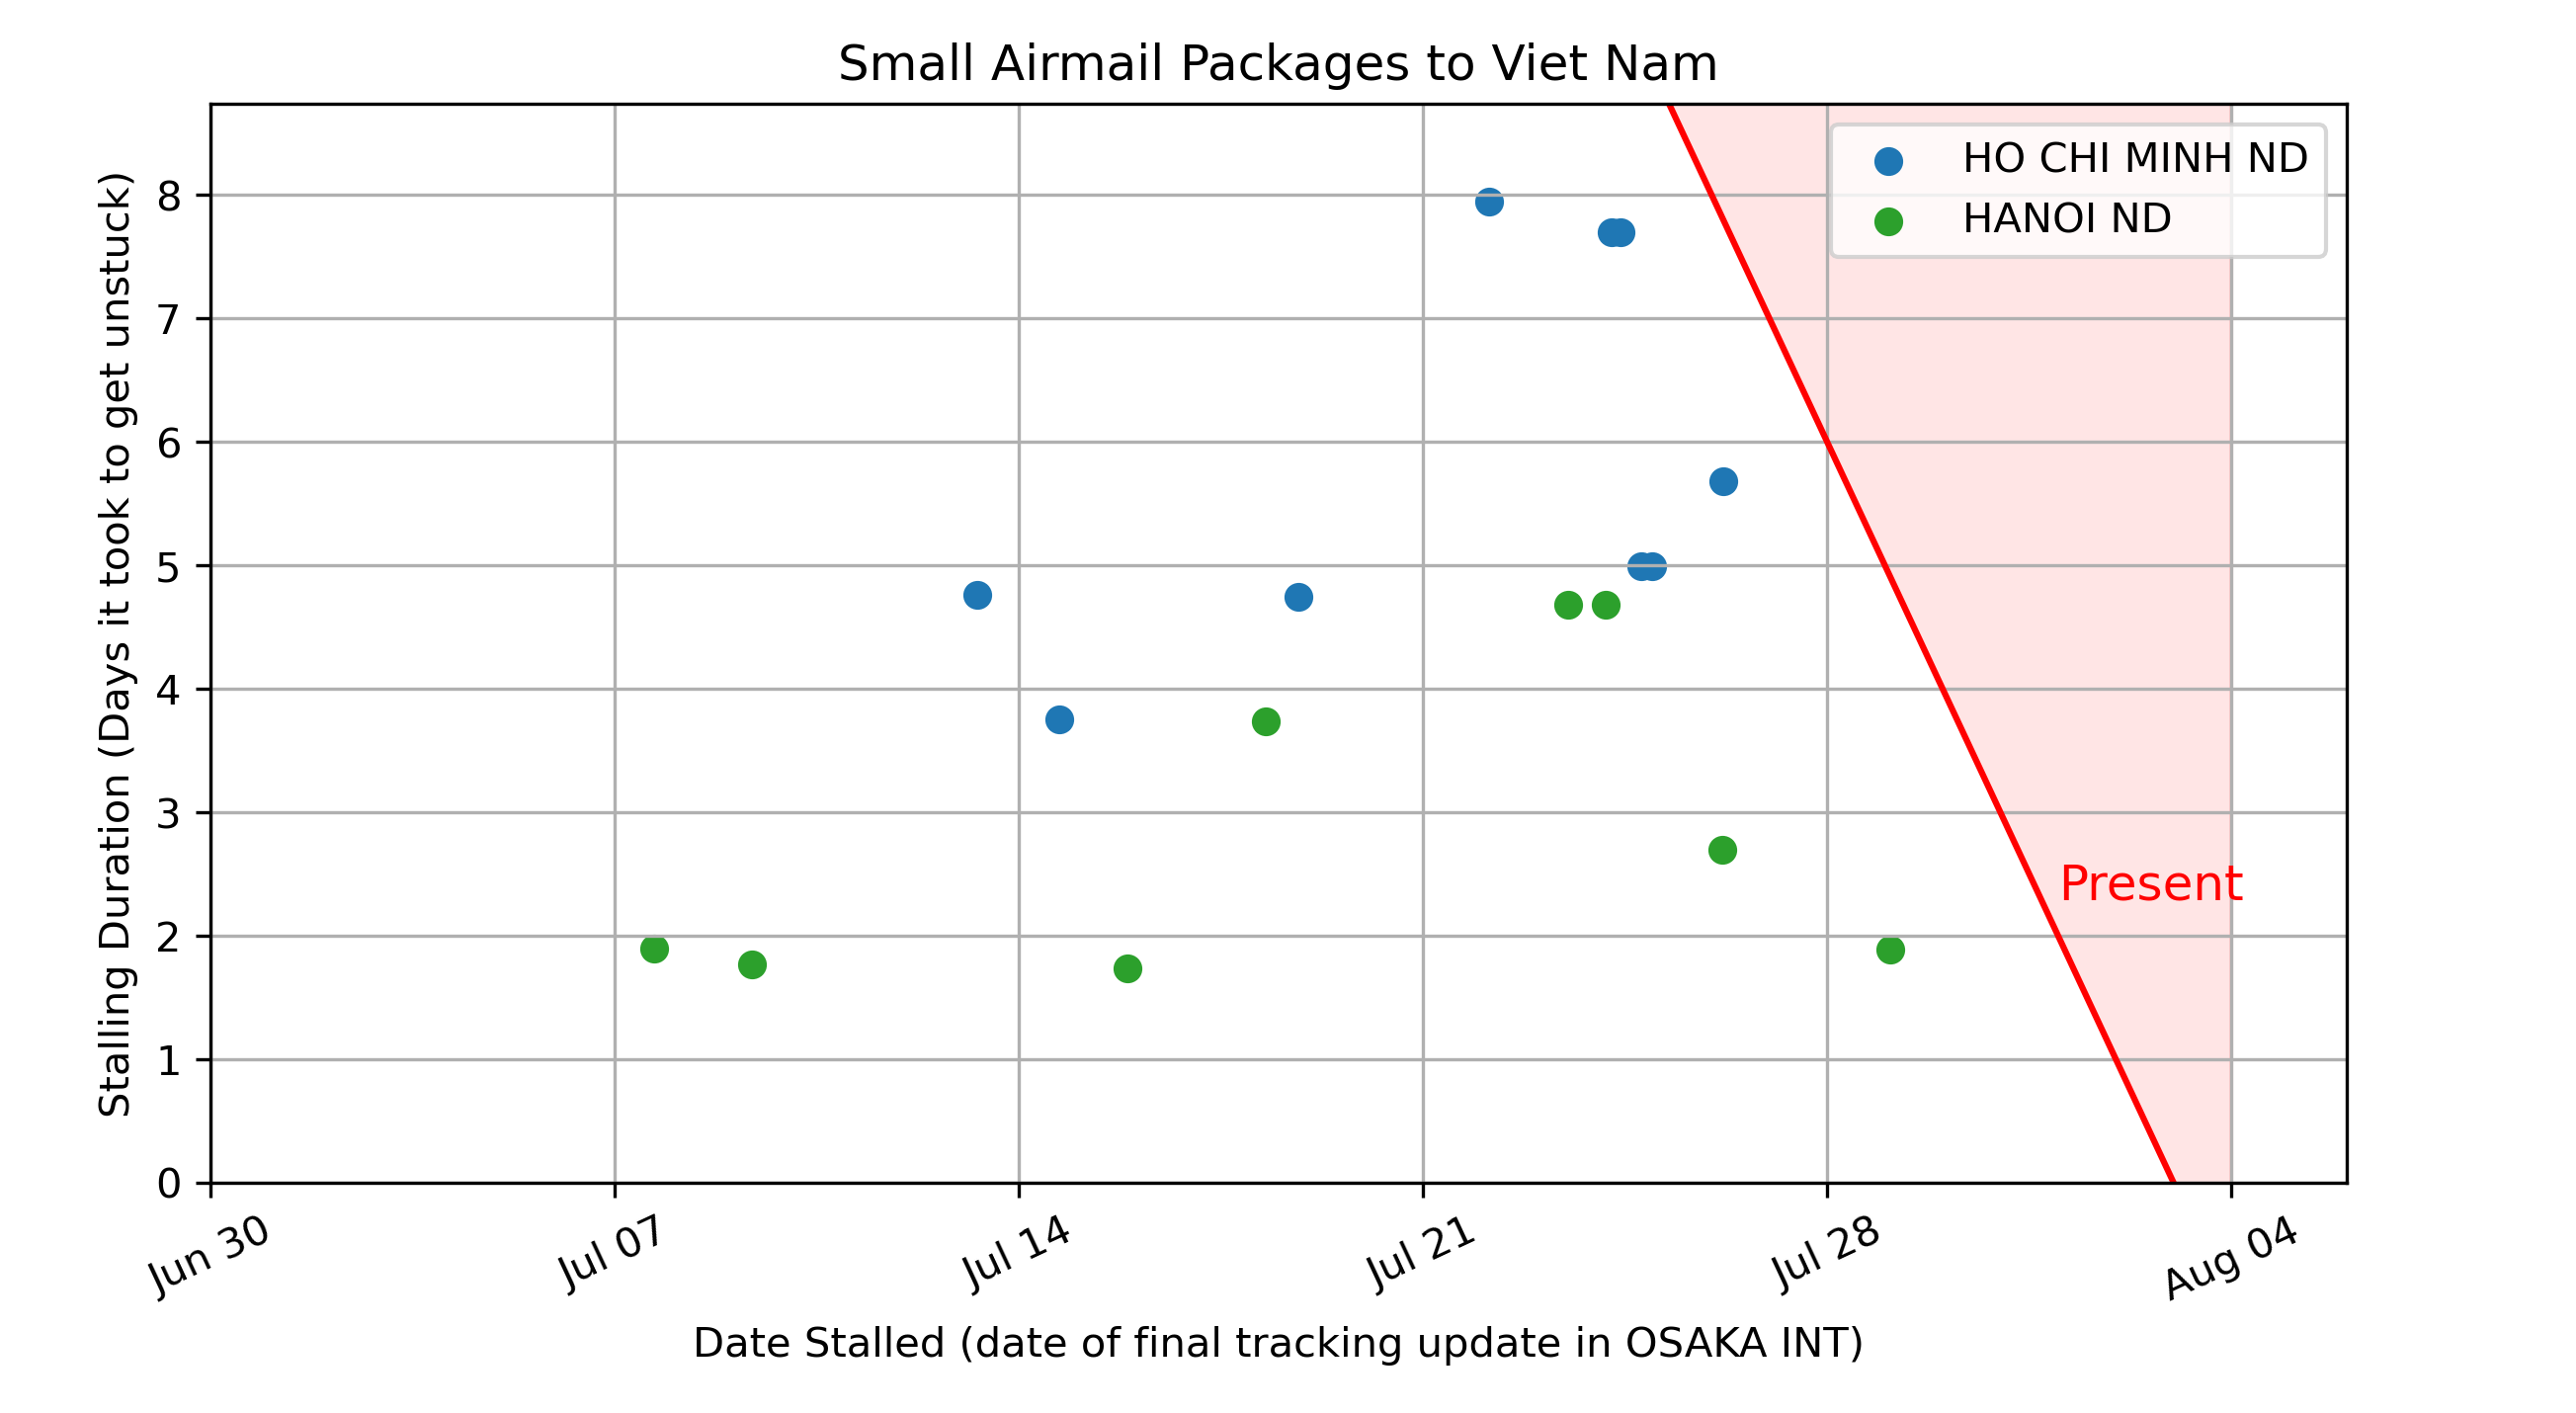 Small Airmail Packages to Viet Nam
HO CHI MINH ND
HANOI ND
Stalling Duration (Days it took to get unstuck)
8
7
6
5
4
3
2
1
0
Present
Jun 30
Jul 07
Jul 14
Jul 21
Jul 28
Aug 04
Date Stalled (date of final tracking update in OSAKA INT)